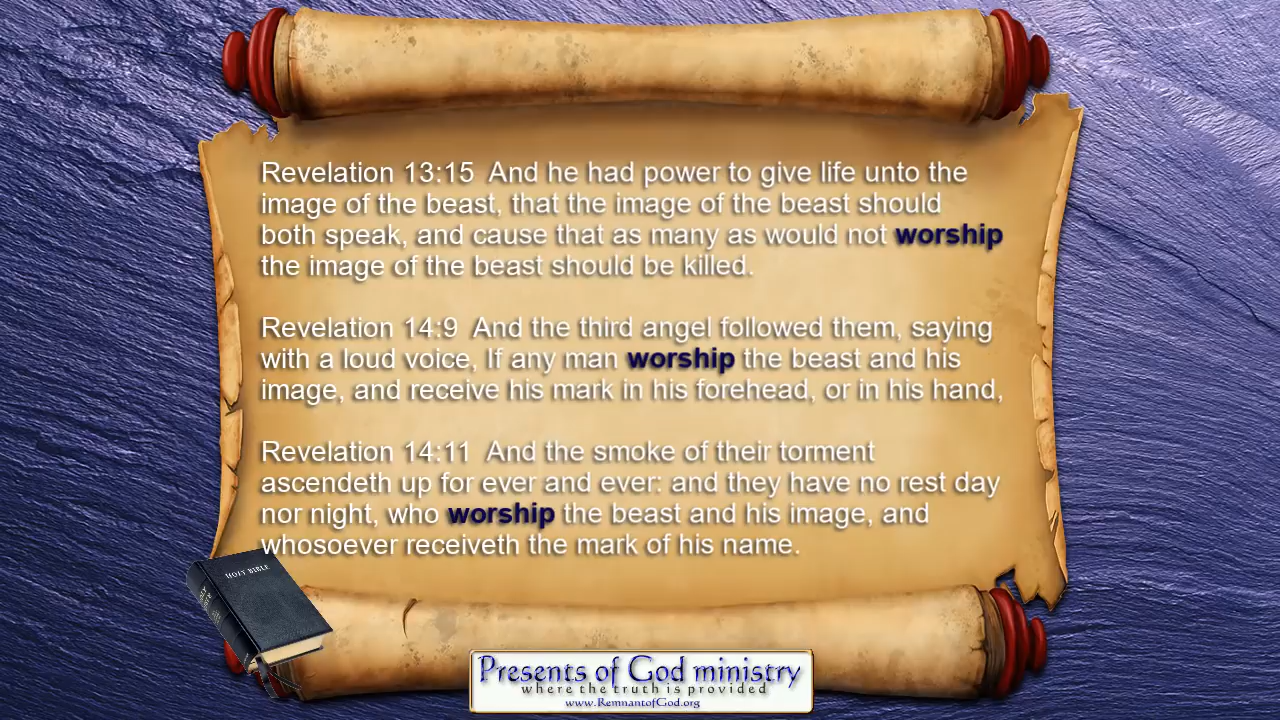 Revelation 13:15  And he had power to give life unto the
image of the beast, that the image of the beast should
both speak, and cause that as many as would not worship
the image of the beast should be killed.
Revelation 14:9  And the third angel followed them, saying
with a loud voice, If any man worship the beast and his
image, and receive his mark in his forehead, or in his hand,
Revelation 14:11  And the smoke of their torment
ascendeth up for ever and ever: and they have no rest day
nor night, who worship the beast and his image, and
whosoever receiveth the mark of his name.
HOLY BIBLE
Presents of God ministry
where the truth is provided
www.RemnantofGod.org